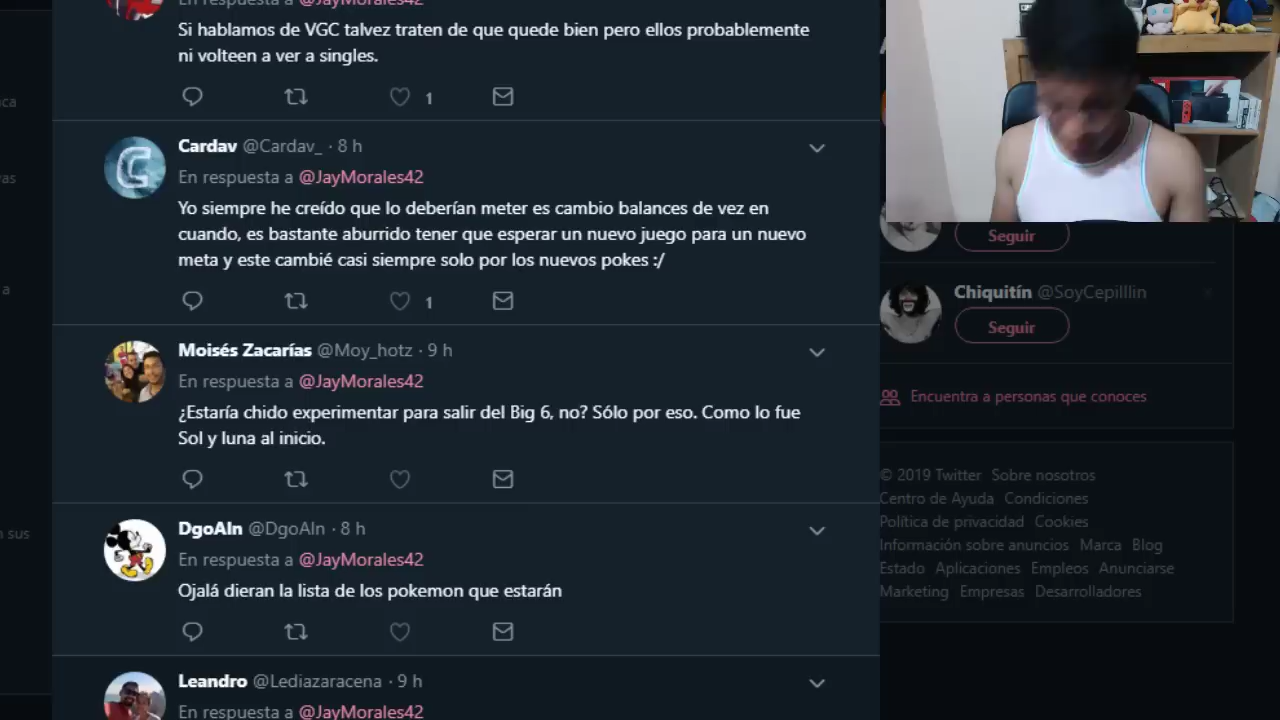 En respuesta a @JayMorales42
Si hablamos de VGC talvez traten de que quede bien pero ellos probablemente
ni volteen a ver a singles.
1
Cardav @Cardav_ · 8 h
En respuesta a @JayMorales42
Yo siempre he creído que lo deberían meter es cambio balances de vez en
cuando, es bastante aburrido tener que esperar un nuevo juego para un nuevo
meta y este cambié casi siempre solo por los nuevos pokes :/
1
Moisés Zacarías @Moy_hotz · 9 h
En respuesta a @JayMorales42
¿Estaría chido experimentar para salir del Big 6, no? Sólo por eso. Como lo fue
Sol y luna al inicio.
DgoAln @DgoAln · 8 h
En respuesta a @JayMorales42
Ojalá dieran la lista de los pokemon que estarán
Leandro @Lediazaracena · 9 h
En respuesta a @JayMorales42
Seguir
Chiquitín @SoyCepilllin
Seguir
Encuentra a personas que conoces
© 2019 Twitter Sobre nosotros
Centro de Ayuda Condiciones
Política de privacidad Cookies
Información sobre anuncios Marca Blog
Estado Aplicaciones Empleos Anunciarse
Marketing Empresas Desarrolladores
sus
a